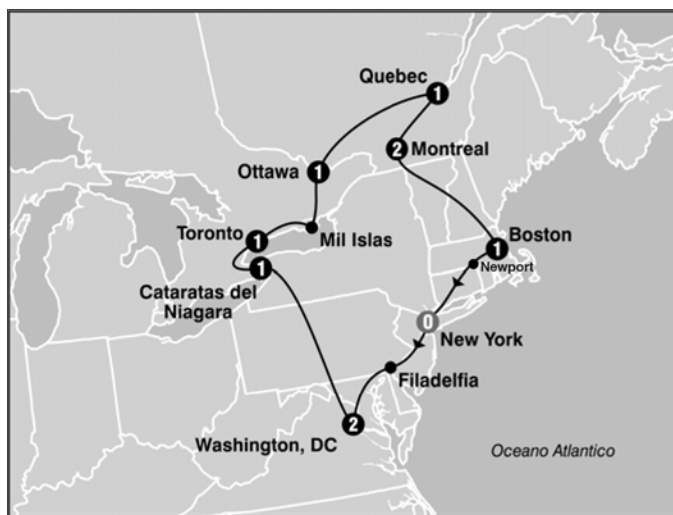 Quebec 1
2 Montreal
Ottawa 1
1 Boston
Toronto 1
Mil Islas
Newport
1
Cataratas del
Niagara
0 New York
Filadelfia
2
Washington, DC
Oceano Atlantico